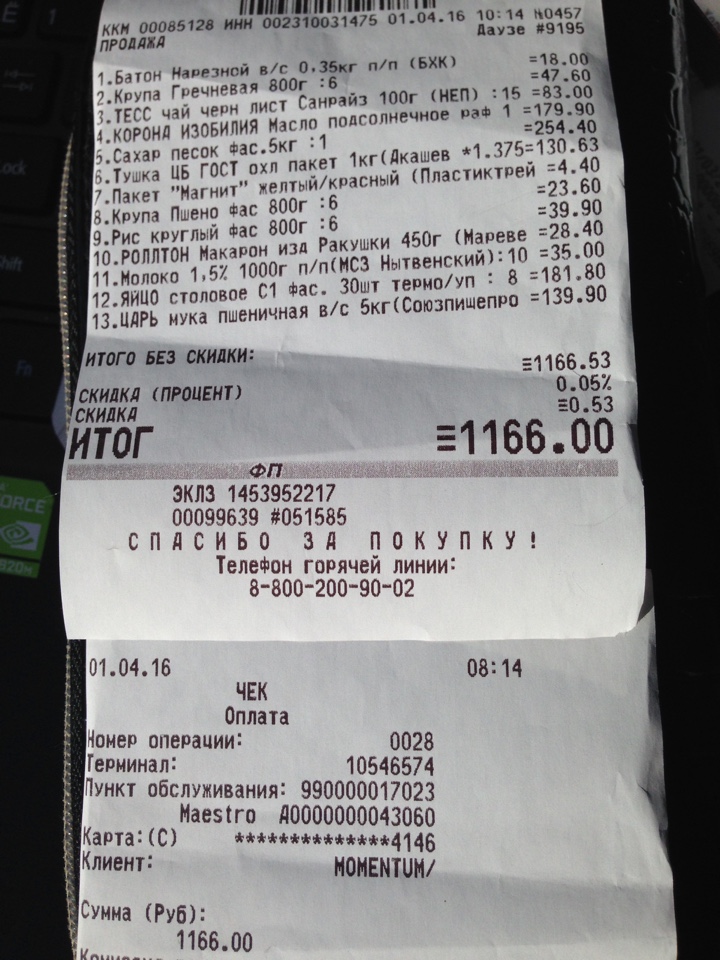 ККМ 00085128 ИНН 002310031475 01.04.16 10:14 №0457
ПРОДАЖА Даузе #9195
1.Батон Нарезной в/с 0,35кг п/п (БХК) =18.00
2.Крупа Гречневая 800г :6 =47.60
3.ТЕСС чай черн лист Санрайз 100г (НЕП) :15 =83.00
4.КОРОНА ИЗОБИЛИЯ Масло подсолнечное раф 1 =179.90
5.Сахар песок фас.5кг :1 =254.40
6.Тушка ЦБ ГОСТ охл пакет 1кг(Акашев *1.375=130.63
7.Пакет "Магнит" желтый/красный (Пластиктрей =4.40
8.Крупа Пшено фас 800г :6 =23.60
9.Рис круглый фас 800г :6 =39.90
10.РОЛЛТОН Макарон изд Ракушки 450г (Мареве =28.40
11.Молоко 1,5% 1000г п/п(МСЗ Нытвенский):10 =35.00
12.ЯЙЦО столовое С1 фас. 30шт термо/уп : 8 =181.80
13.ЦАРЬ мука пшеничная в/с 5кг(Союзпищепро =139.90
ИТОГО БЕЗ СКИДКИ: ≡1166.53
СКИДКА (ПРОЦЕНТ) 0.05%
СКИДКА ≡0.53
ИТОГ ≡1166.00
ФП
ЭКЛЗ 1453952217
00099639 #051585
СПАСИБО ЗА ПОКУПКУ!
Телефон горячей линии:
8-800-200-90-02
01.04.16 08:14
ЧЕК
Оплата
Номер операции: 0028
Терминал: 10546574
Пункт обслуживания: 990000017023
Maestro A0000000043060
Карта:(С) **************4146
Клиент: MOMENTUM/
Сумма (Руб):
1166.00